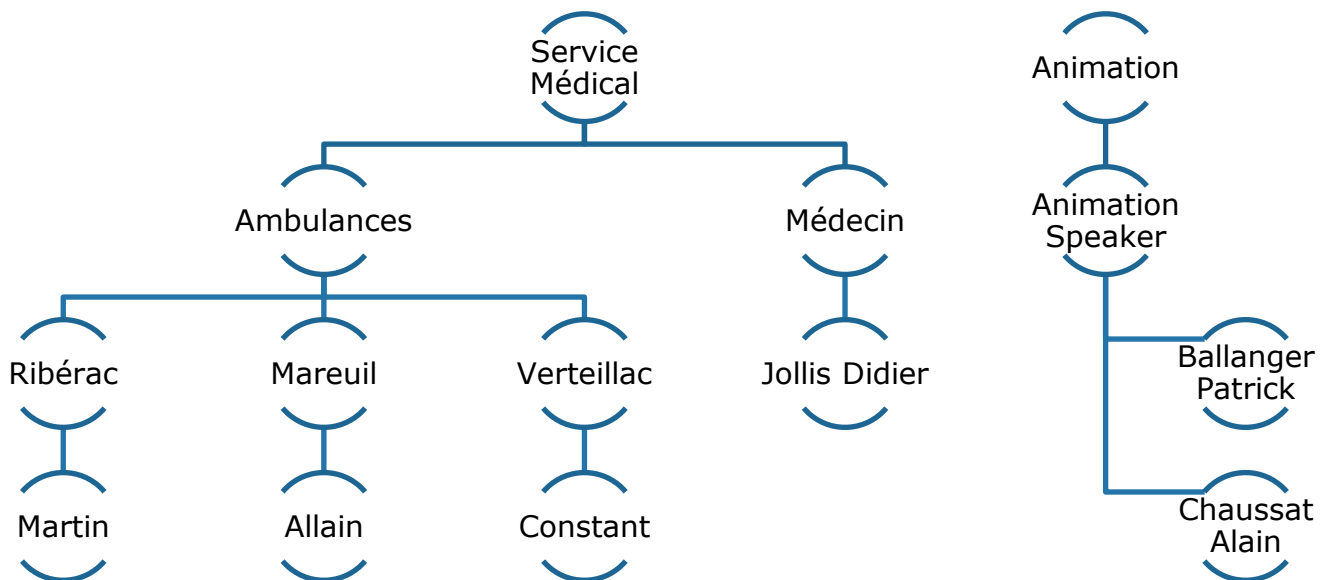 Service
Médical
Animation
Ambulances
Médecin
Animation
Speaker
Ribérac
Mareuil
Verteillac
Jollis Didier
Ballanger
Patrick
Martin
Allain
Constant
Chaussat
Alain